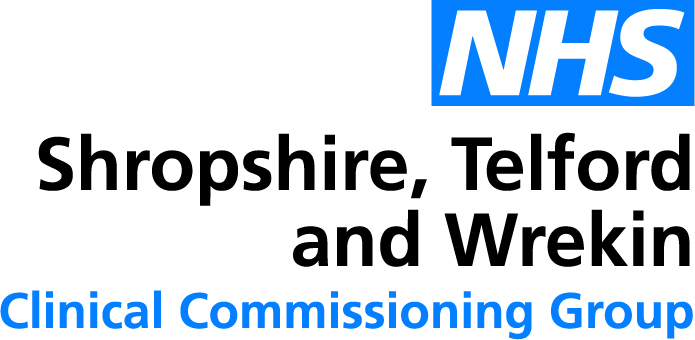 NHS
Shropshire, Telford
and Wrekin
Clinical Commissioning Group